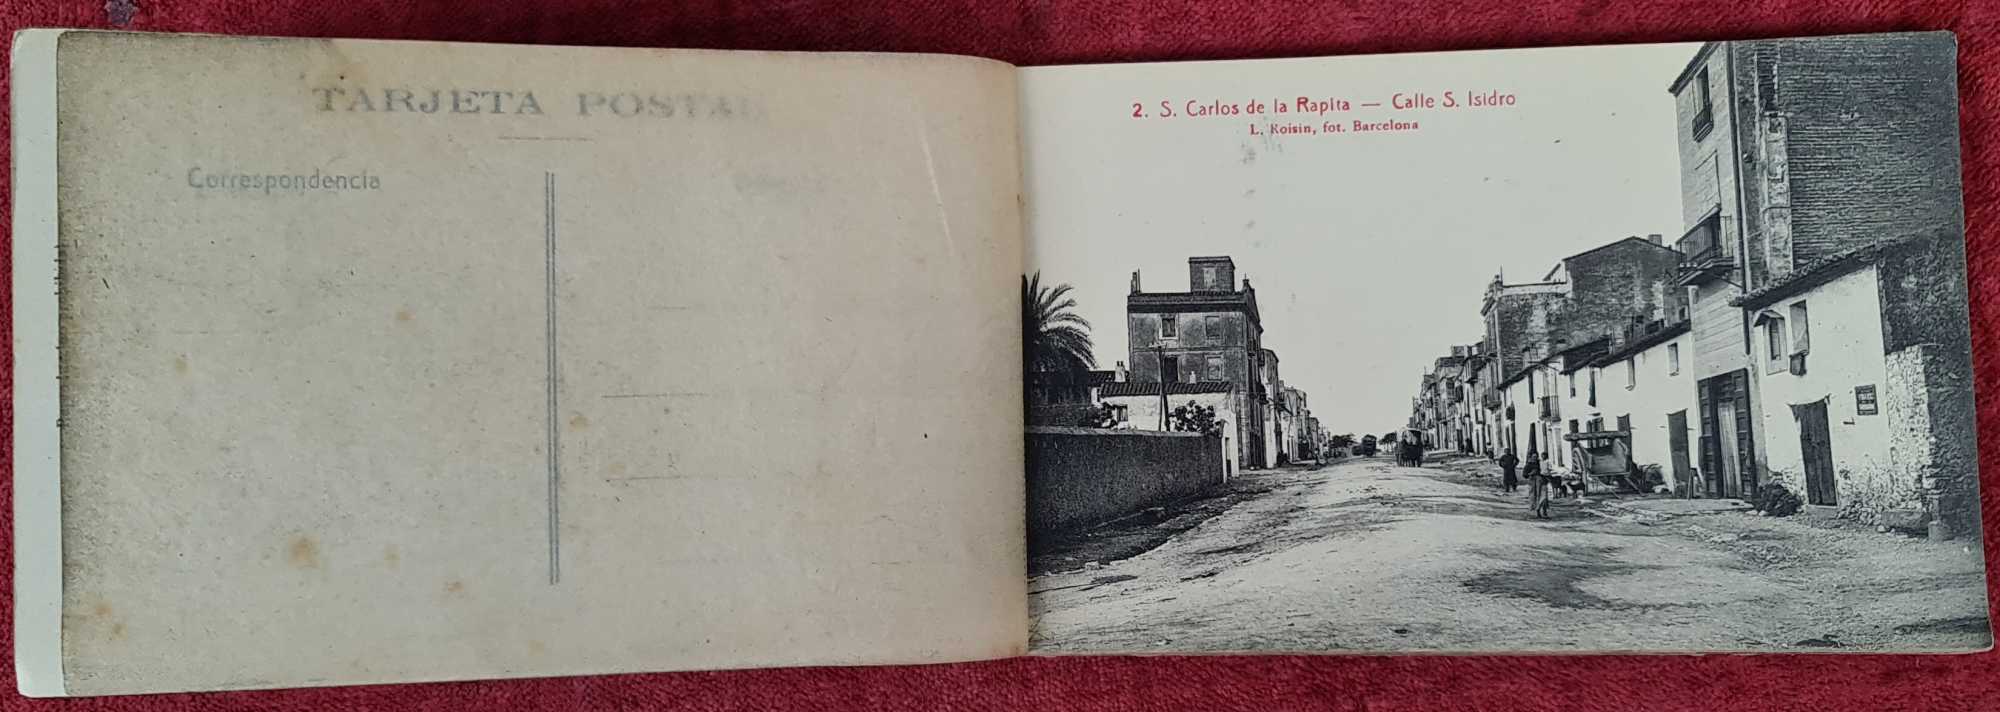 TARJETA POSTAL
Correspondencia
2. S. Carlos de la Rapita — Calle S. Isidro
L. Roisin, fot. Barcelona